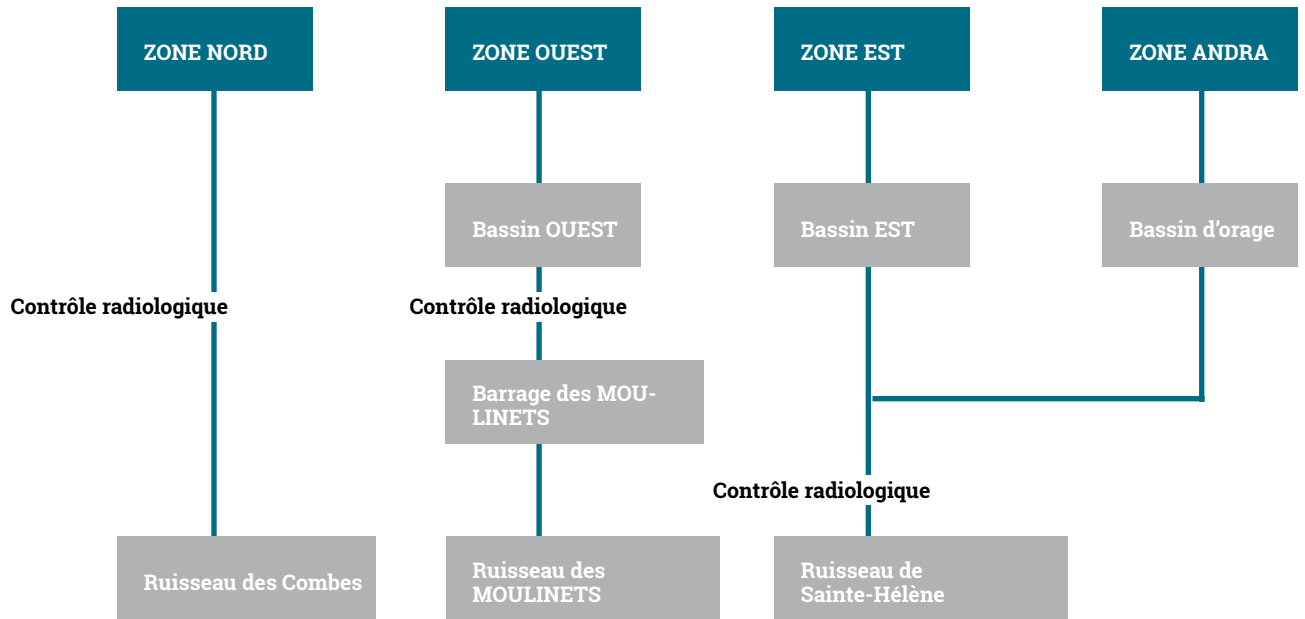 ZONE NORD
ZONE OUEST
ZONE EST
ZONE ANDRA
Bassin OUEST
Bassin EST
Bassin d'orage
Contrôle radiologique
Contrôle radiologique
Barrage des MOU-
LINETS
Contrôle radiologique
Ruisseau des Combes
Ruisseau des
MOULINETS
Ruisseau de
Sainte-Hélène